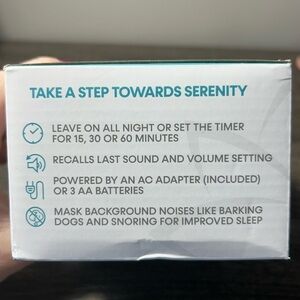 TAKE A STEP TOWARDS SERENITY
LEAVE ON ALL NIGHT OR SET THE TIMER
FOR 15, 30 OR 60 MINUTES
RECALLS LAST SOUND AND VOLUME SETTING
POWERED BY AN AC ADAPTER (INCLUDED)
OR 3 AA BATTERIES
MASK BACKGROUND NOISES LIKE BARKING
DOGS AND SNORING FOR IMPROVED SLEEP